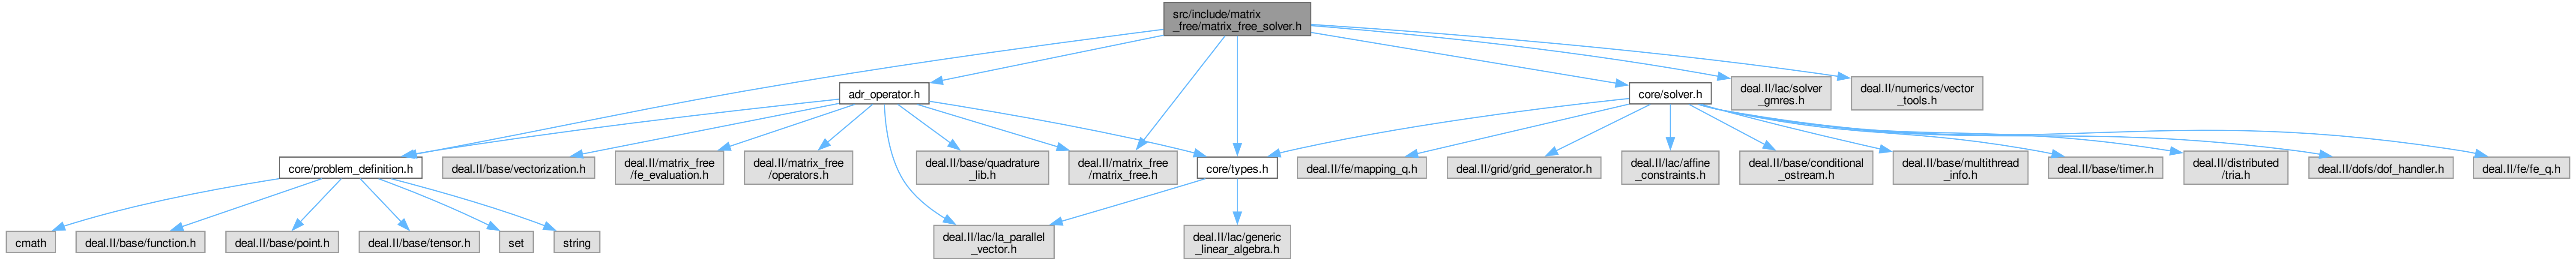 src/include/matrix
_free/matrix_free_solver.h
adr_operator.h
core/solver.h
deal.II/lac/solver
_gmres.h
deal.II/numerics/vector
_tools.h
core/problem_definition.h
deal.II/base/vectorization.h
deal.II/matrix_free
/fe_evaluation.h
deal.II/matrix_free
/operators.h
deal.II/base/quadrature
_lib.h
deal.II/matrix_free
/matrix_free.h
core/types.h
deal.II/fe/mapping_q.h
deal.II/grid/grid_generator.h
deal.II/lac/affine
_constraints.h
deal.II/base/conditional
_ostream.h
deal.II/base/multithread
_info.h
deal.II/base/timer.h
deal.II/distributed
/tria.h
deal.II/dofs/dof_handler.h
deal.II/fe/fe_q.h
cmath
deal.II/base/function.h
deal.II/base/point.h
deal.II/base/tensor.h
set
string
deal.II/lac/la_parallel
_vector.h
deal.II/lac/generic
_linear_algebra.h